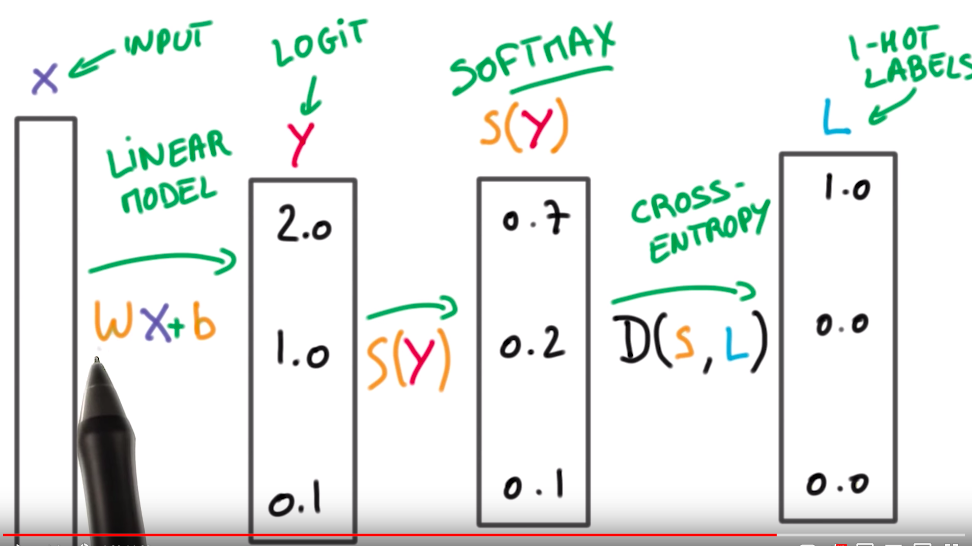 INPUT
X
LINEAR
MODEL
WX+b
LOGIT
Y
2.0
1.0
0.1
S(Y)
SOFTMAX
S(Y)
0.7
0.2
0.1
CROSS-
ENTROPY
D(S,L)
1-HOT
LABELS
L
1.0
0.0
0.0